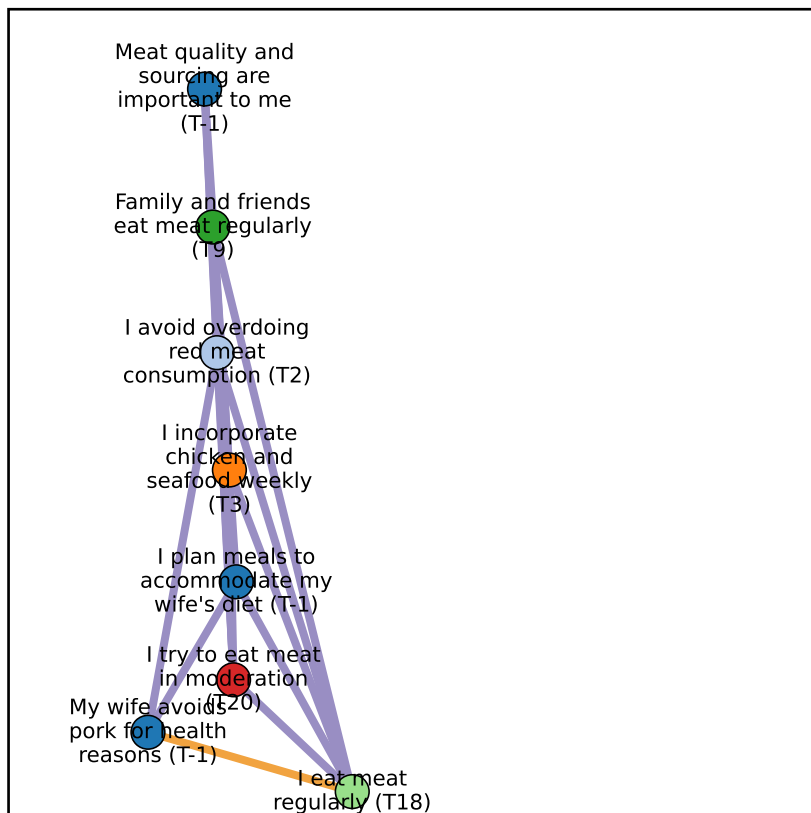 Meat quality and
sourcing are
important to me
(T-1)
Family and friends
eat meat regularly
(T9)
I avoid overdoing
red meat
consumption (T2)
I incorporate
chicken and
seafood weekly
(T3)
I plan meals to
accommodate my
wife's diet (T-1)
I try to eat meat
in moderation
(T20)
My wife avoids
pork for health
reasons (T-1)
I eat meat
regularly (T18)